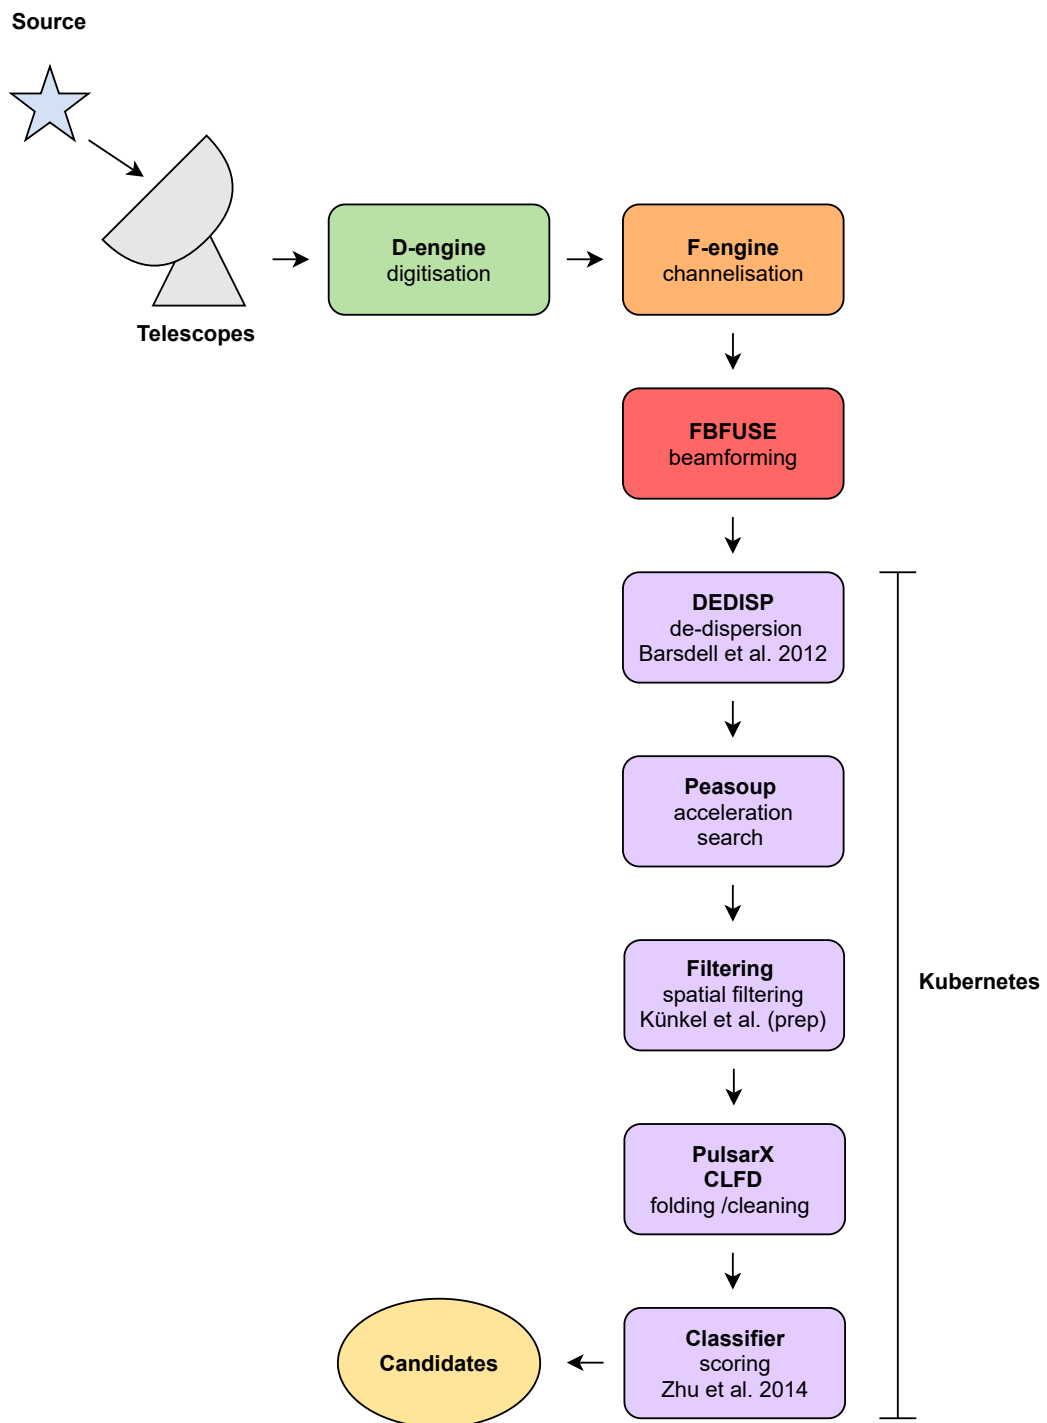 Source
Telescopes
D-engine
digitisation
F-engine
channelisation
FBFUSE
beamforming
DEDISP
de-dispersion
Barsdell et al. 2012
Peasoup
acceleration
search
Filtering
spatial filtering
Künkel et al. (prep)
Kubernetes
PulsarX
CLFD
folding /cleaning
Classifier
scoring
Zhu et al. 2014
Candidates